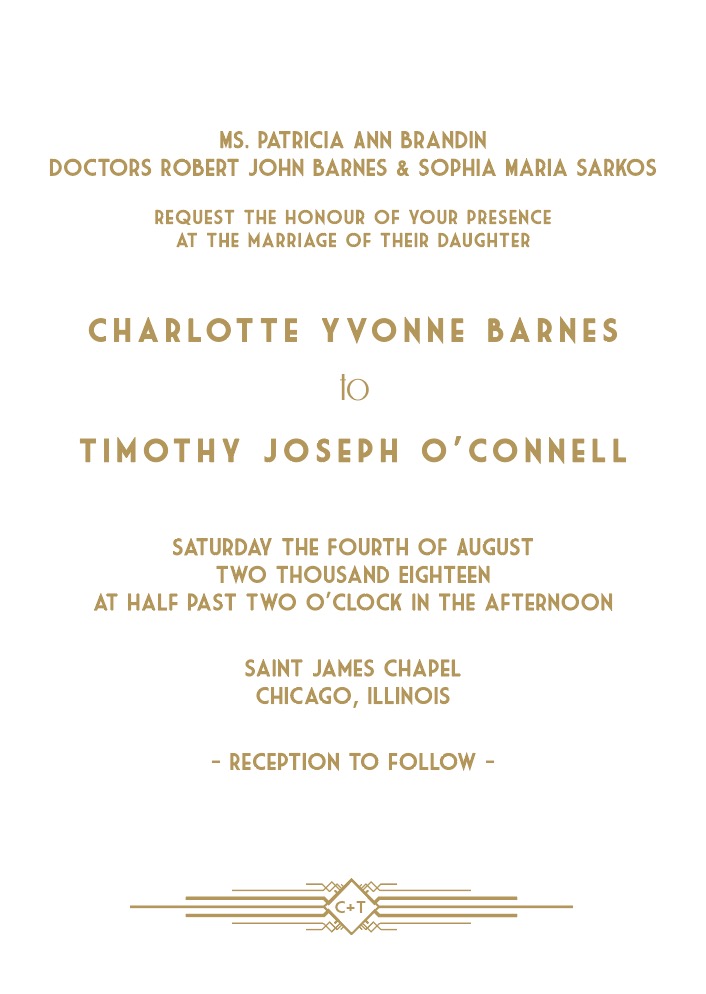 MS. PATRICIA ANN BRANDIN
DOCTORS ROBERT JOHN BARNES & SOPHIA MARIA SARKOS
REQUEST THE HONOUR OF YOUR PRESENCE
AT THE MARRIAGE OF THEIR DAUGHTER
CHARLOTTE YVONNE BARNES
to
TIMOTHY JOSEPH O'CONNELL
SATURDAY THE FOURTH OF AUGUST
TWO THOUSAND EIGHTEEN
AT HALF PAST TWO O'CLOCK IN THE AFTERNOON
SAINT JAMES CHAPEL
CHICAGO, ILLINOIS
- RECEPTION TO FOLLOW -
C+T